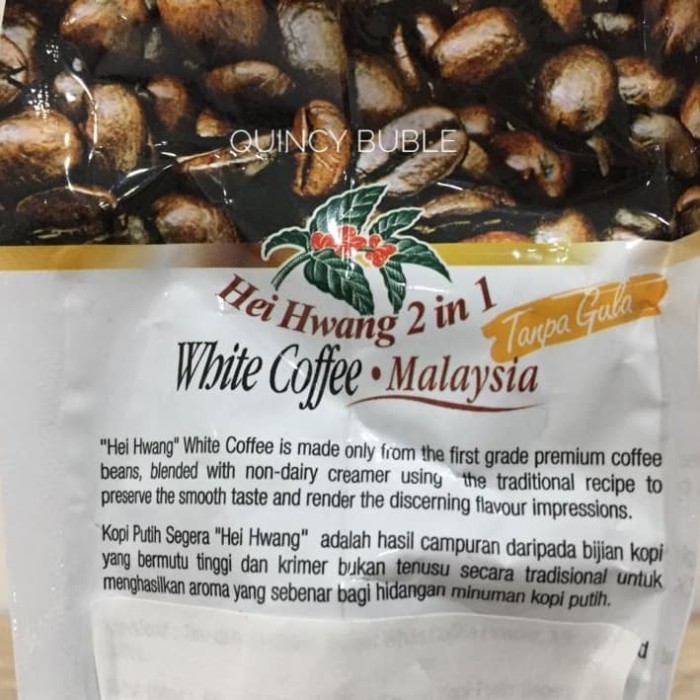 QUINCY BUBLE
Hei Hwang 2 in 1
Tanpa Gula
White Coffee • Malaysia
"Hei Hwang" White Coffee is made only from the first grade premium coffee
beans, blended with non-dairy creamer using the traditional recipe to
preserve the smooth taste and render the discerning flavour impressions.
Kopi Putih Segera "Hei Hwang" adalah hasil campuran daripada bijian kopi
yang bermutu tinggi dan krimer bukan tenusu secara tradisional untuk
menghasilkan aroma yang sebenar bagi hidangan minuman kopi putih.